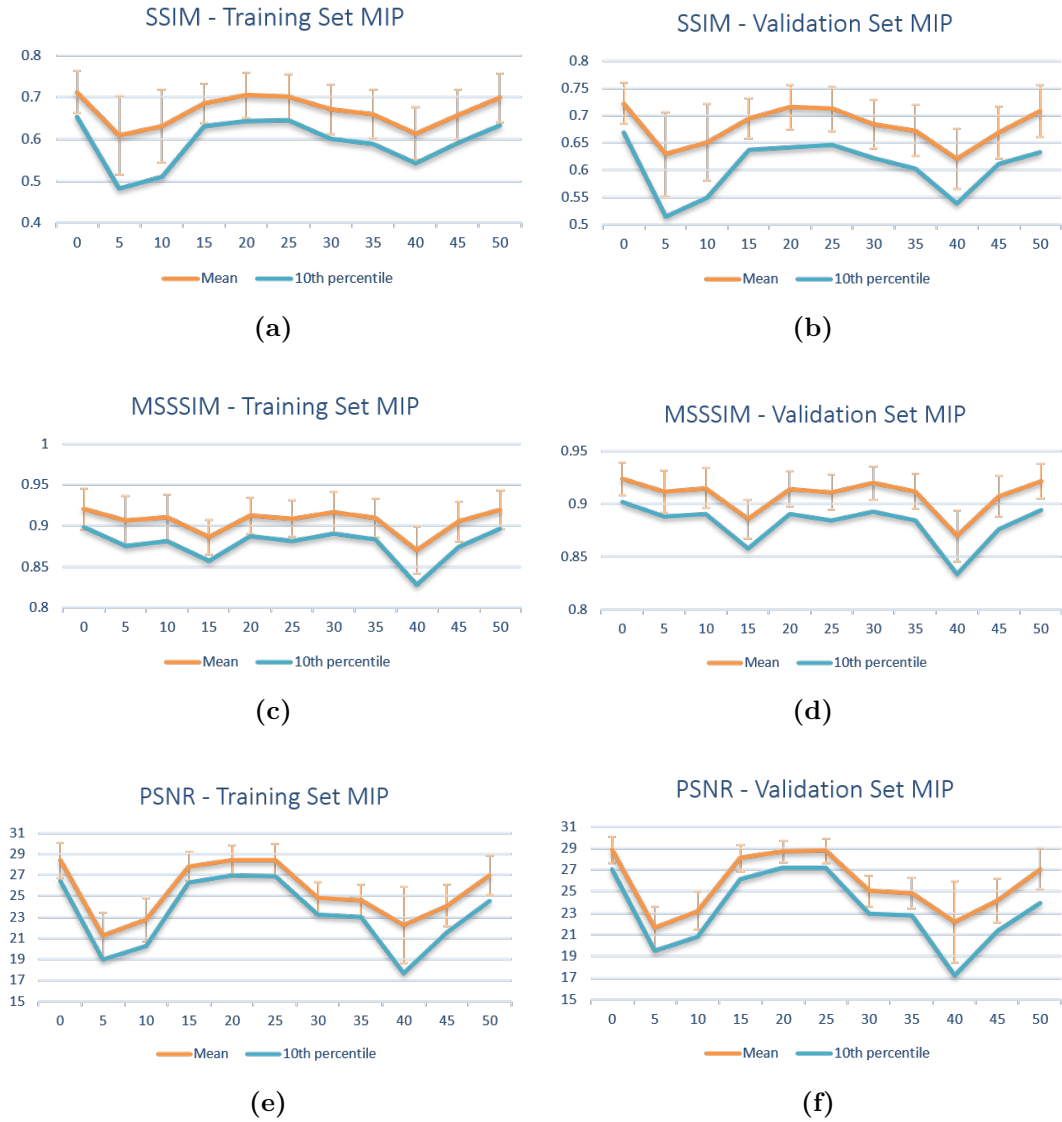 SSIM - Training Set MIP
0.8
0.7
0.6
0.5
0.4
0 5 10 15 20 25 30 35 40 45 50
Mean 10th percentile
(a)
SSIM - Validation Set MIP
0.8
0.75
0.7
0.65
0.6
0.55
0.5
0 5 10 15 20 25 30 35 40 45 50
Mean 10th percentile
(b)
MSSSIM - Training Set MIP
1
0.95
0.9
0.85
0.8
0 5 10 15 20 25 30 35 40 45 50
Mean 10th percentile
(c)
MSSSIM - Validation Set MIP
0.95
0.9
0.85
0.8
0 5 10 15 20 25 30 35 40 45 50
Mean 10th percentile
(d)
PSNR - Training Set MIP
31
29
27
25
23
21
19
17
15
0 5 10 15 20 25 30 35 40 45 50
Mean 10th percentile
(e)
PSNR - Validation Set MIP
31
29
27
25
23
21
19
17
15
0 5 10 15 20 25 30 35 40 45 50
Mean 10th percentile
(f)